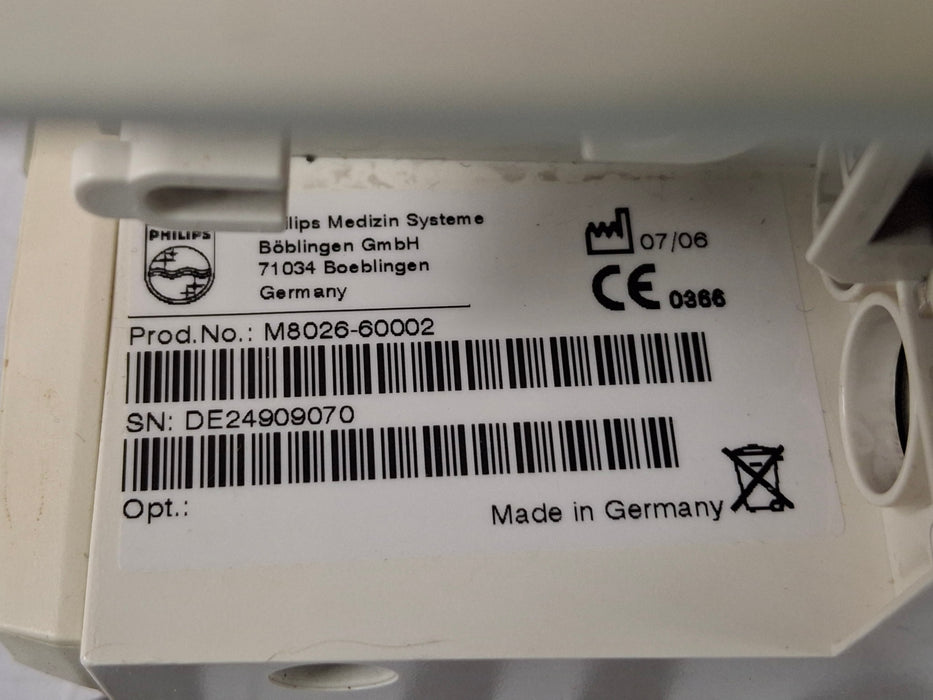 PHILIPS
ilips Medizin Systeme
Böblingen GmbH
71034 Boeblingen
Germany
07/06
CE 0366
Prod.No.: M8026-60002
SN: DE24909070
Opt.:
Made in Germany